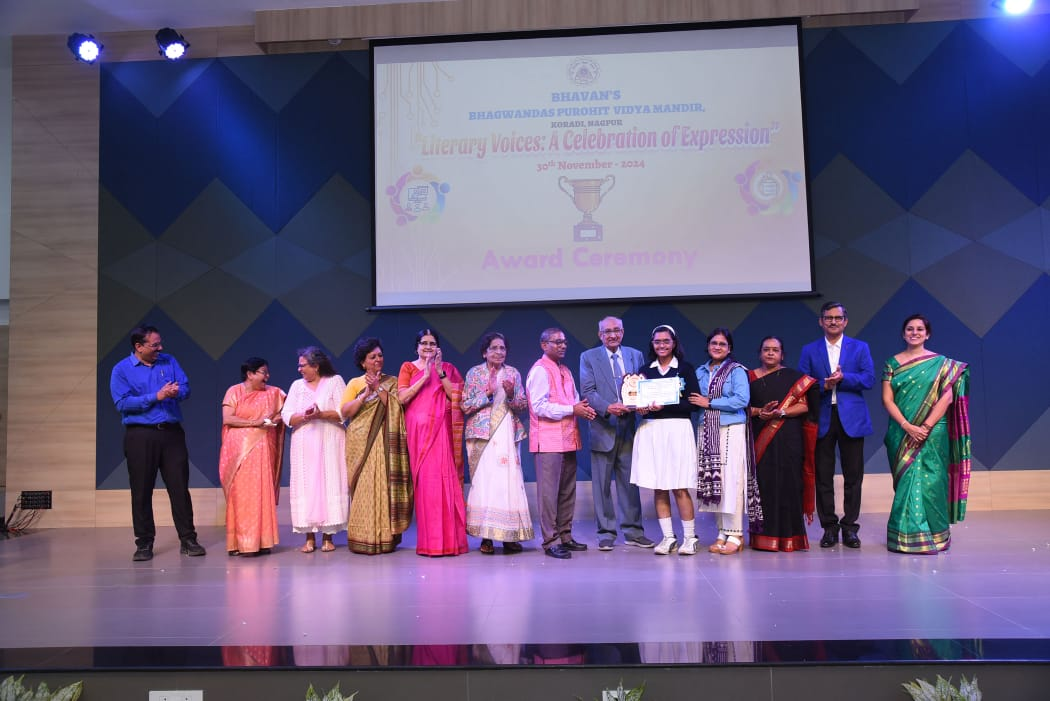 BHAVAN'S
BHAGWANDAS PUROHIT VIDYA MANDIR,
KORADI, NAGPUR
"Literary Voices: A Celebration of Expression"
30th November - 2024
Award Ceremony